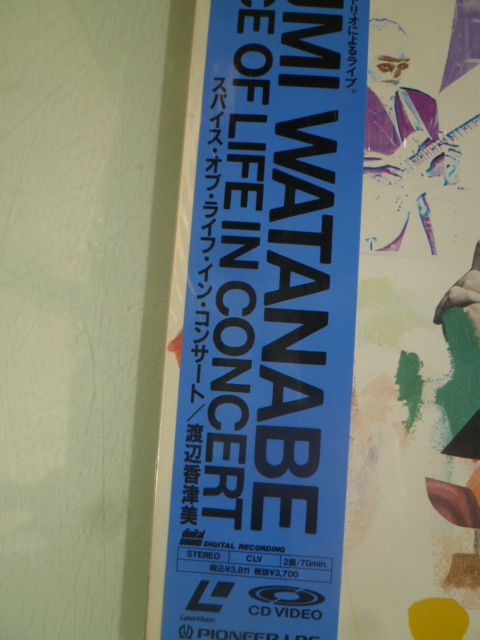 トリオによるライブ。
UMI WATANABE
CE OF LIFE IN CONCERT
スパイス・オブ・ライフ・イン・コンサート／渡辺香津美
DIGITAL RECORDING
STEREO CLV 2面/70min.
税込¥3,811 税抜¥3,700
LaserVision
CD VIDEO
PIONEER LDC